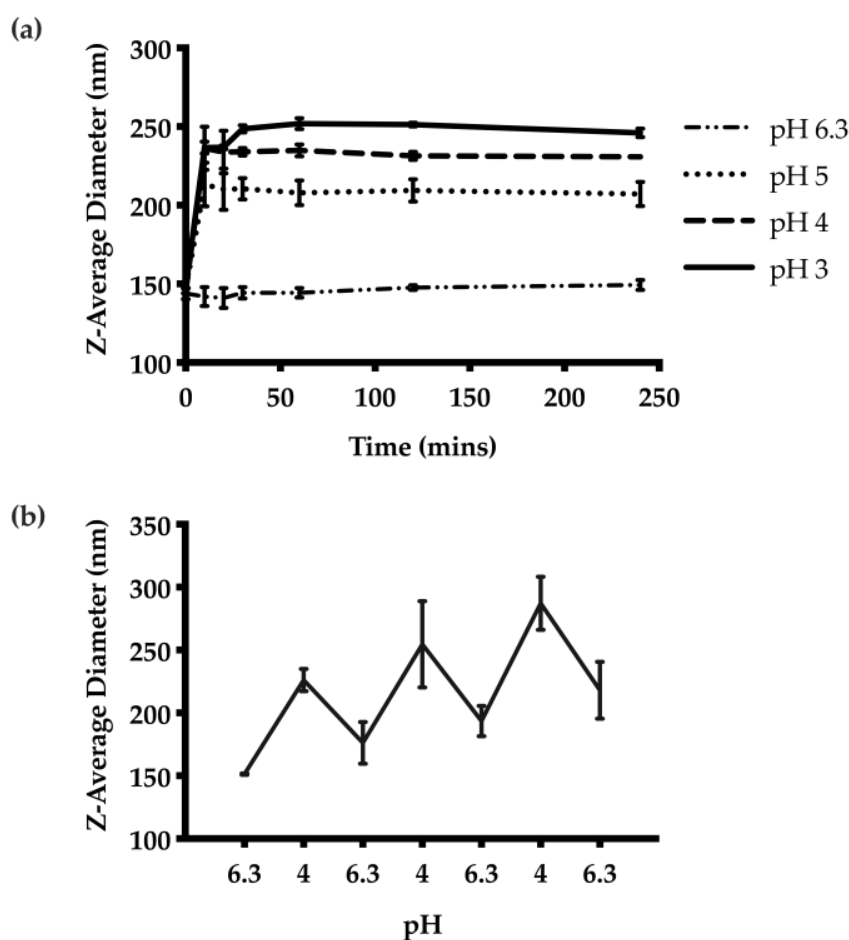 (a)
Z-Average Diameter (nm)
300
250
200
150
100
0 50 100 150 200 250
Time (mins)
pH 6.3
pH 5
pH 4
pH 3
(b)
Z-Average Diameter (nm)
350
300
250
200
150
100
6.3 4 6.3 4 6.3 4 6.3
pH